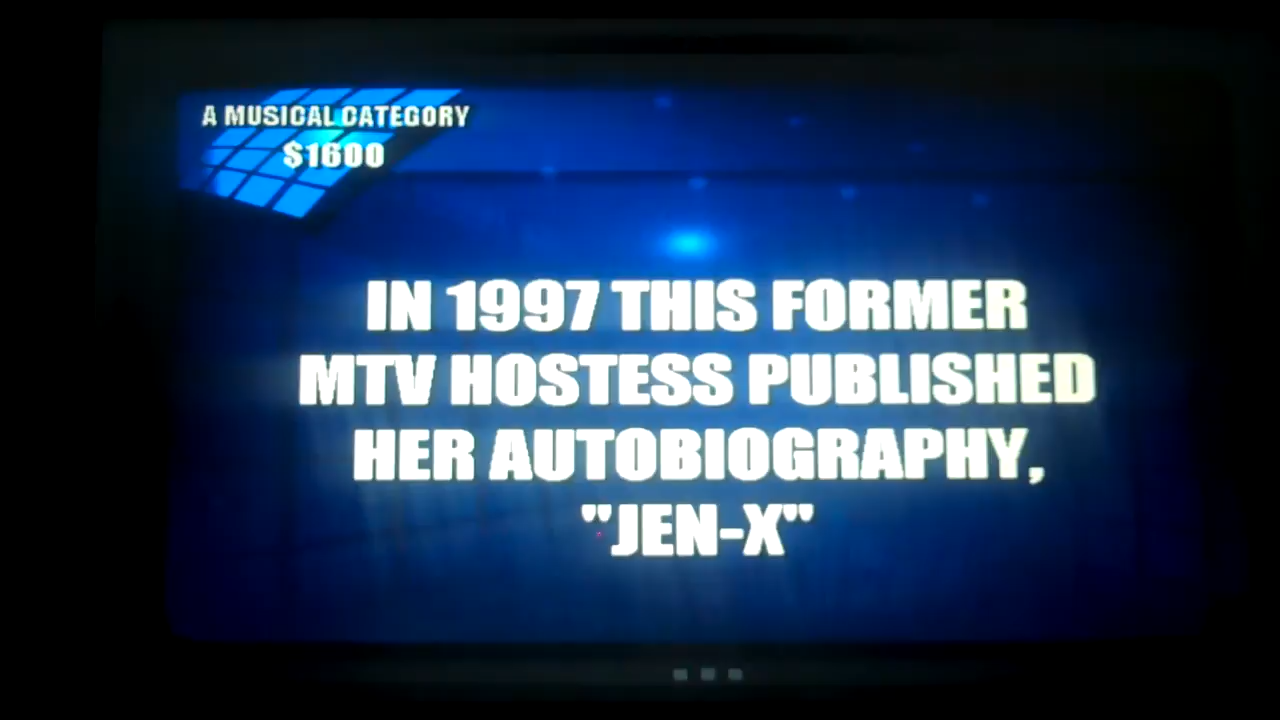 A MUSICAL CATEGORY
$1600
IN 1997 THIS FORMER
MTV HOSTESS PUBLISHED
HER AUTOBIOGRAPHY,
"JEN-X"